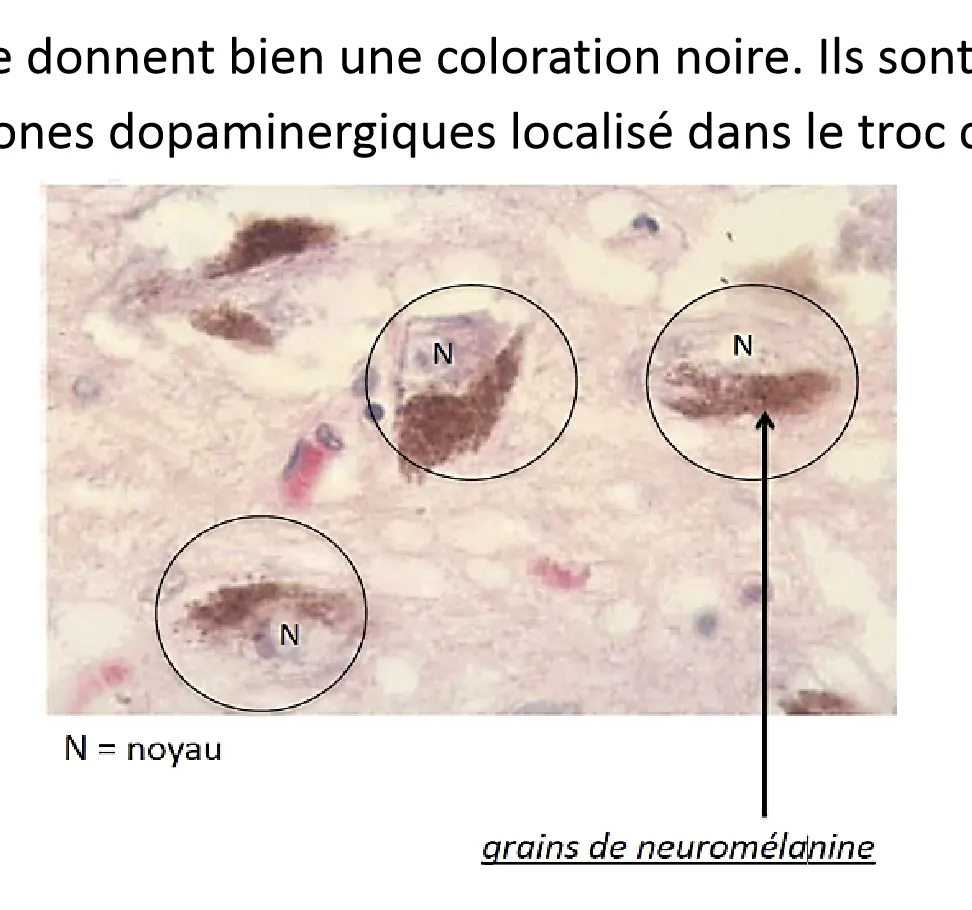 e donnent bien une coloration noire. Ils sont
ones dopaminergiques localisé dans le troc c
N
N
N
N = noyau
grains de neuromélanine